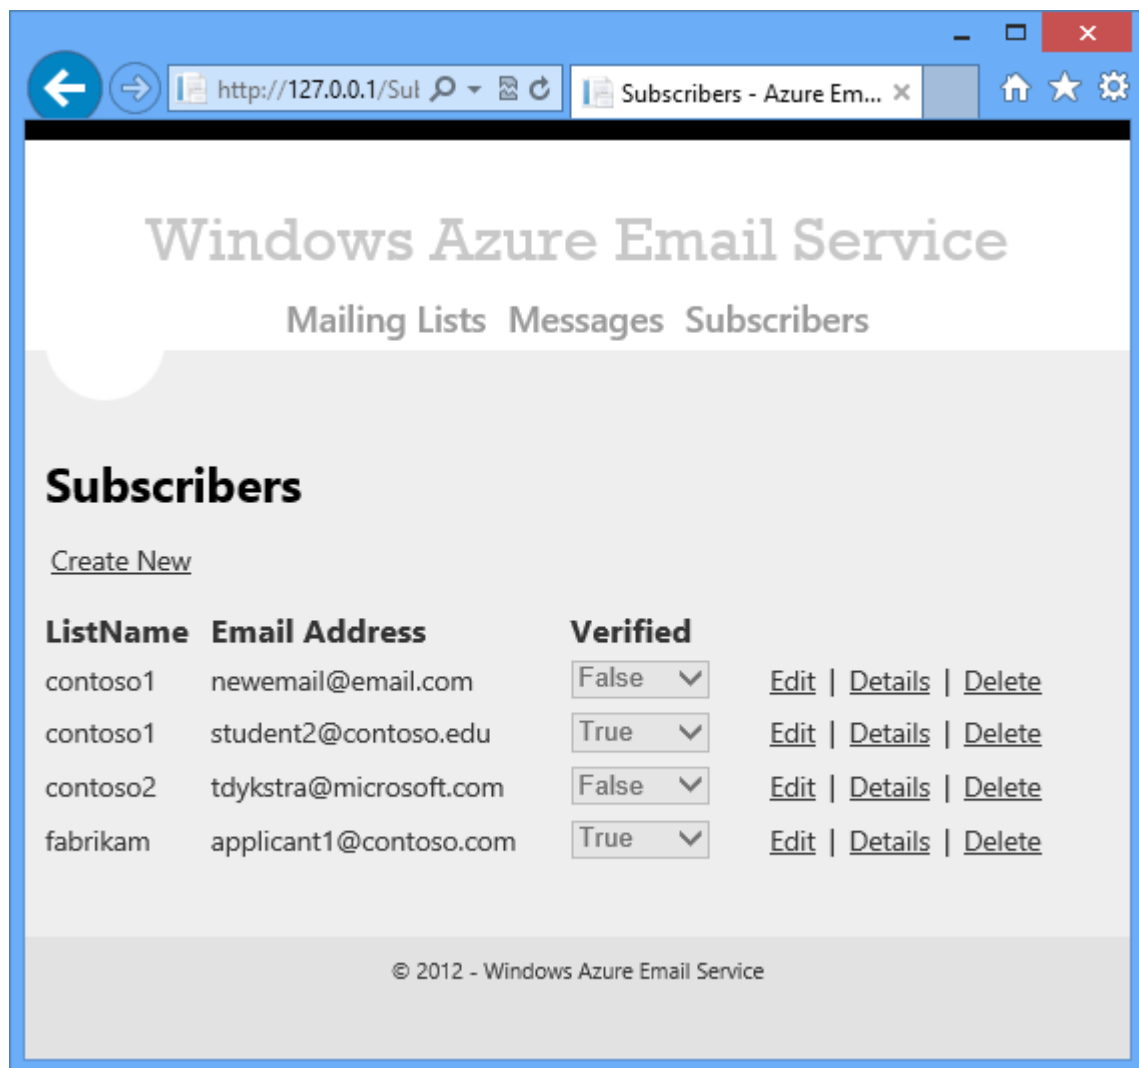 http://127.0.0.1/Sul
Subscribers - Azure Em...
Windows Azure Email Service
Mailing Lists Messages Subscribers
Subscribers
Create New
ListName Email Address Verified
contoso1 newemail@email.com False Edit | Details | Delete
contoso1 student2@contoso.edu True Edit | Details | Delete
contoso2 tdykstra@microsoft.com False Edit | Details | Delete
fabrikam applicant1@contoso.com True Edit | Details | Delete
© 2012 - Windows Azure Email Service